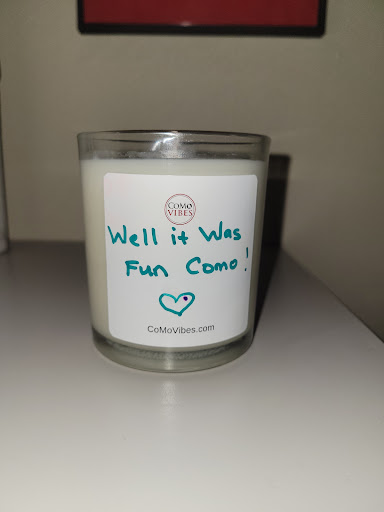 CoMo
VIBES
Well it Was
Fun Como!
CoMoVibes.com